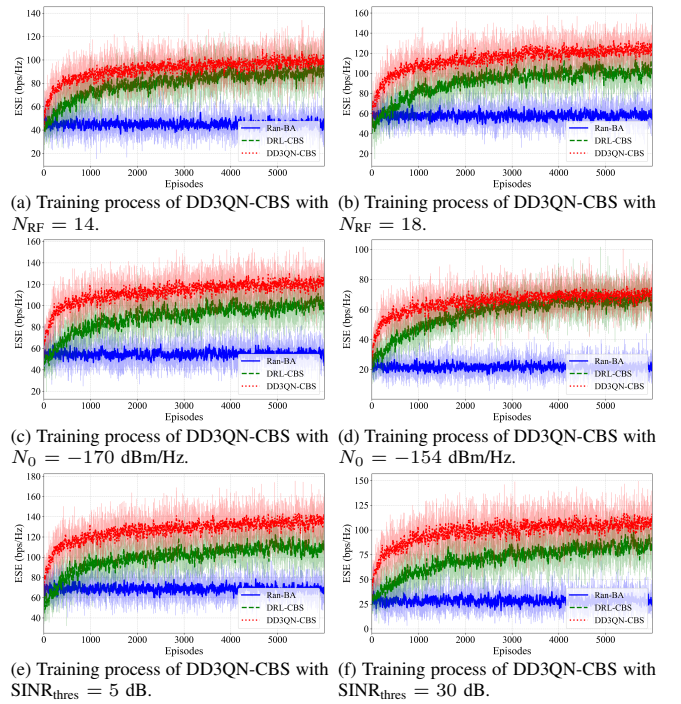 ESE (bps/Hz)
140
120
100
80
60
40
20
Ran-BA
DRL-CBS
DD3QN-CBS
0 1000 2000 3000 4000 5000
Episodes
(a) Training process of DD3QN-CBS with
N_RF = 14.
ESE (bps/Hz)
160
140
120
100
80
60
40
20
Ran-BA
DRL-CBS
DD3QN-CBS
0 1000 2000 3000 4000 5000
Episodes
(b) Training process of DD3QN-CBS with
N_RF = 18.
ESE (bps/Hz)
160
140
120
100
80
60
40
20
Ran-BA
DRL-CBS
DD3QN-CBS
0 1000 2000 3000 4000 5000
Episodes
(c) Training process of DD3QN-CBS with
N_0 = −170 dBm/Hz.
ESE (bps/Hz)
100
80
60
40
20
0
Ran-BA
DRL-CBS
DD3QN-CBS
0 1000 2000 3000 4000 5000
Episodes
(d) Training process of DD3QN-CBS with
N_0 = −154 dBm/Hz.
ESE (bps/Hz)
180
160
140
120
100
80
60
40
Ran-BA
DRL-CBS
DD3QN-CBS
0 1000 2000 3000 4000 5000
Episodes
(e) Training process of DD3QN-CBS with
SINR_thres = 5 dB.
ESE (bps/Hz)
150
125
100
75
50
25
0
Ran-BA
DRL-CBS
DD3QN-CBS
0 1000 2000 3000 4000 5000
Episodes
(f) Training process of DD3QN-CBS with
SINR_thres = 30 dB.